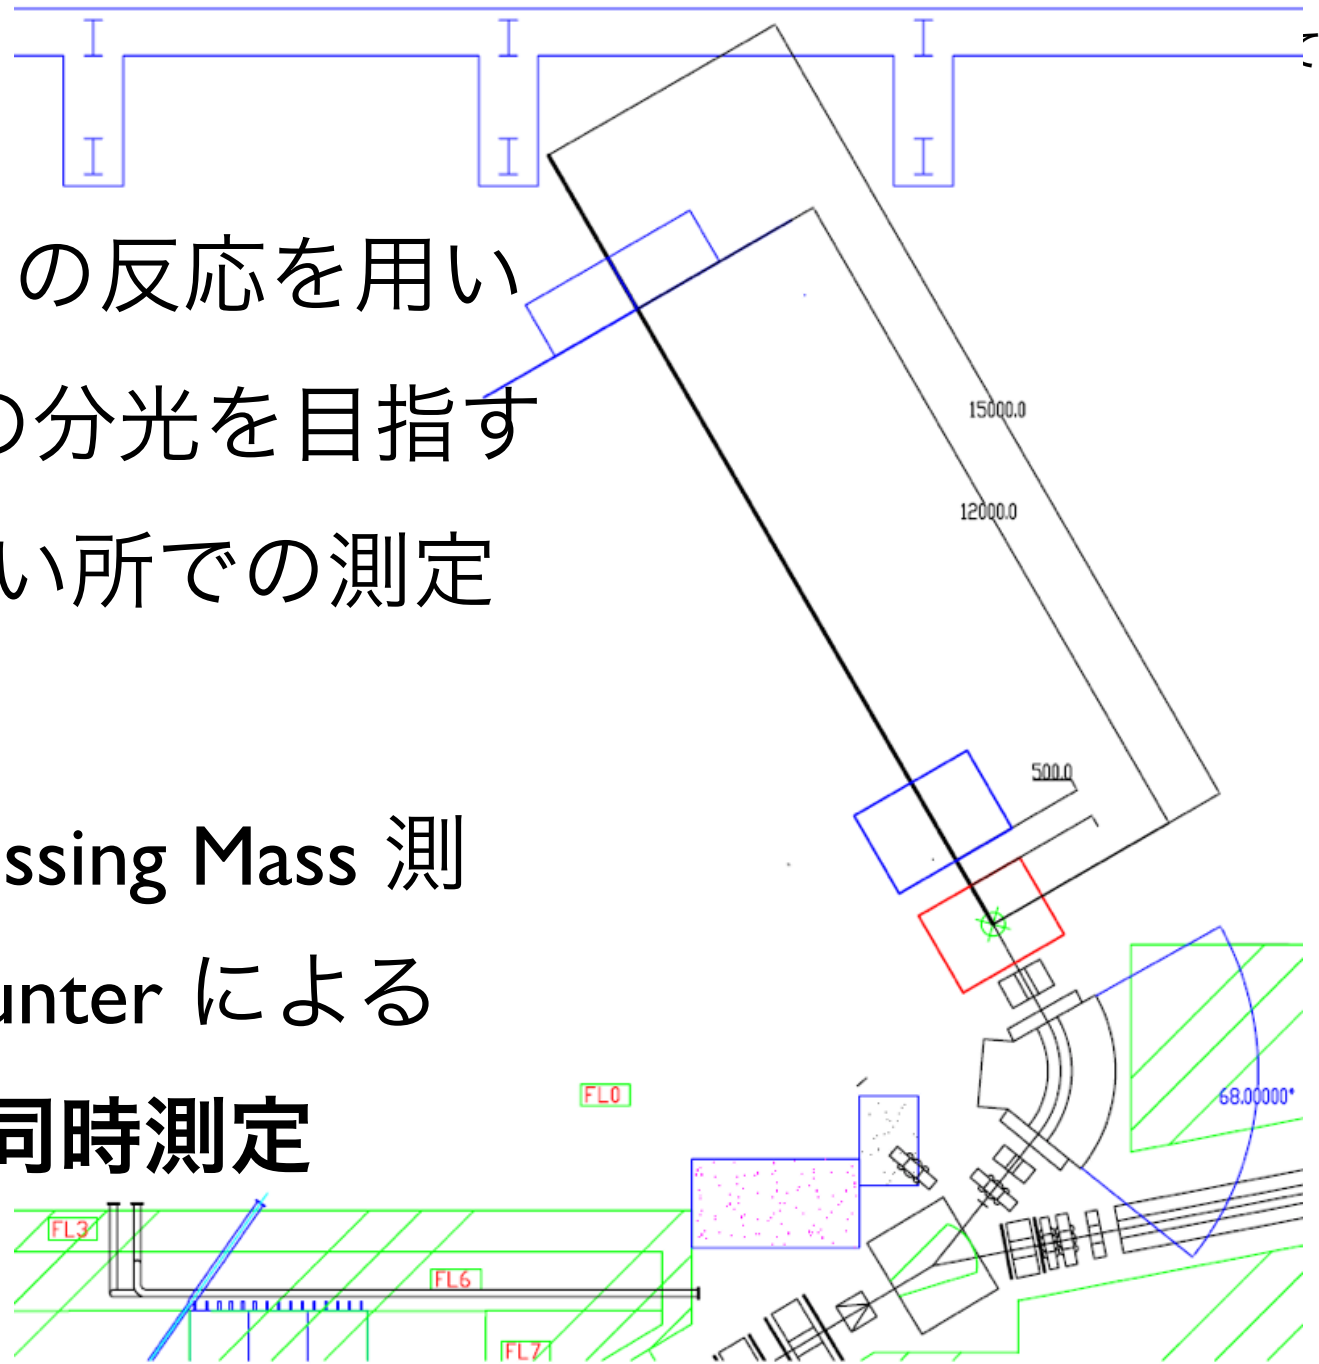 の反応を用い
の分光を目指す
い所での測定
ssing Mass 測
unter による
同時測定
15000.0
12000.0
500.0
68.00000°
FL0
FL3
FL6
FL7